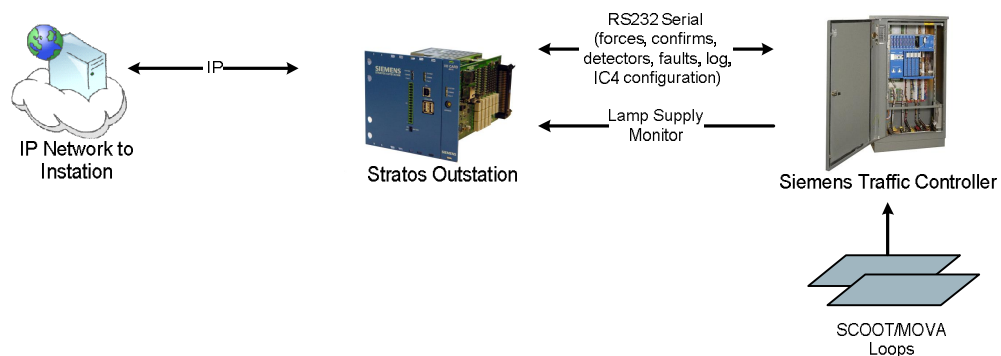 IP
IP Network to
Instation
SIEMENS
Stratos Outstation
RS232 Serial
(forces, confirms,
detectors, faults, log,
IC4 configuration)
Lamp Supply
Monitor
Siemens Traffic Controller
SCOOT/MOVA
Loops